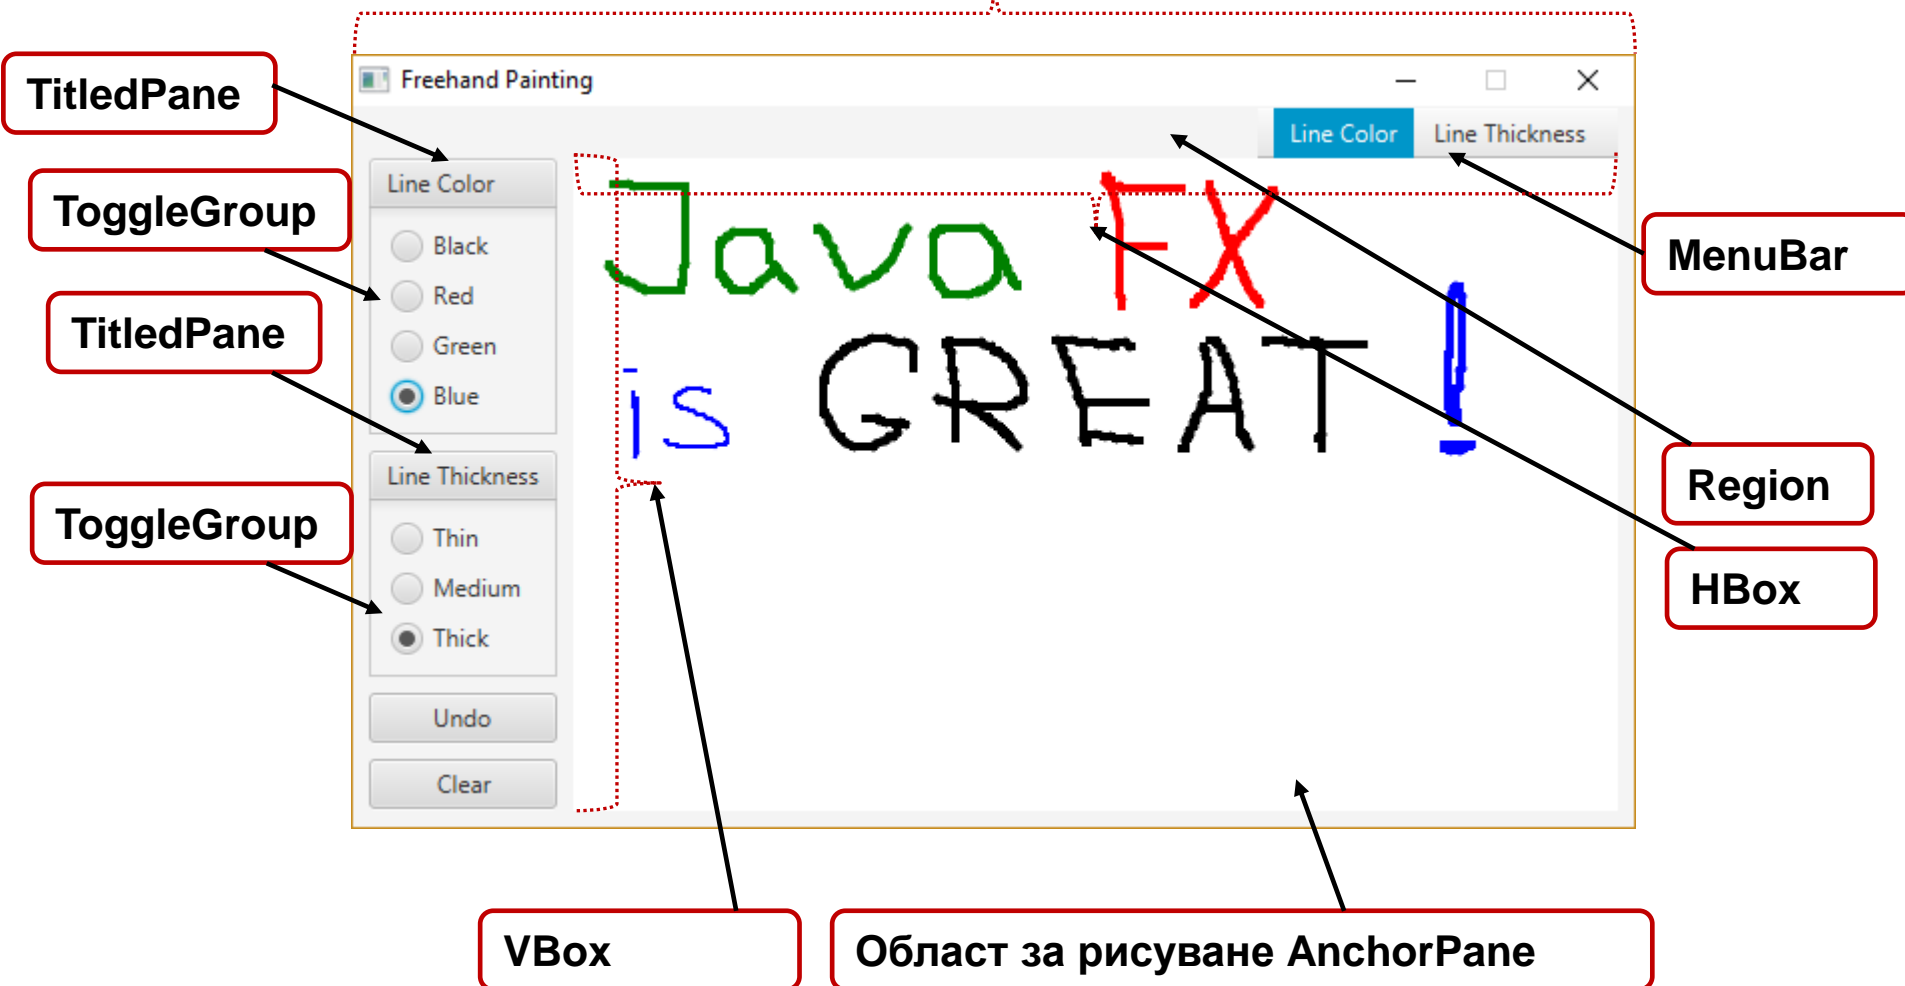 TitledPane
ToggleGroup
TitledPane
ToggleGroup
Freehand Painting
Line Color Line Thickness
Line Color
Black
Red
Green
Blue
Line Thickness
Thin
Medium
Thick
Undo
Clear
Java FX
is GREAT!
MenuBar
Region
HBox
VBox
Област за рисуване AnchorPane